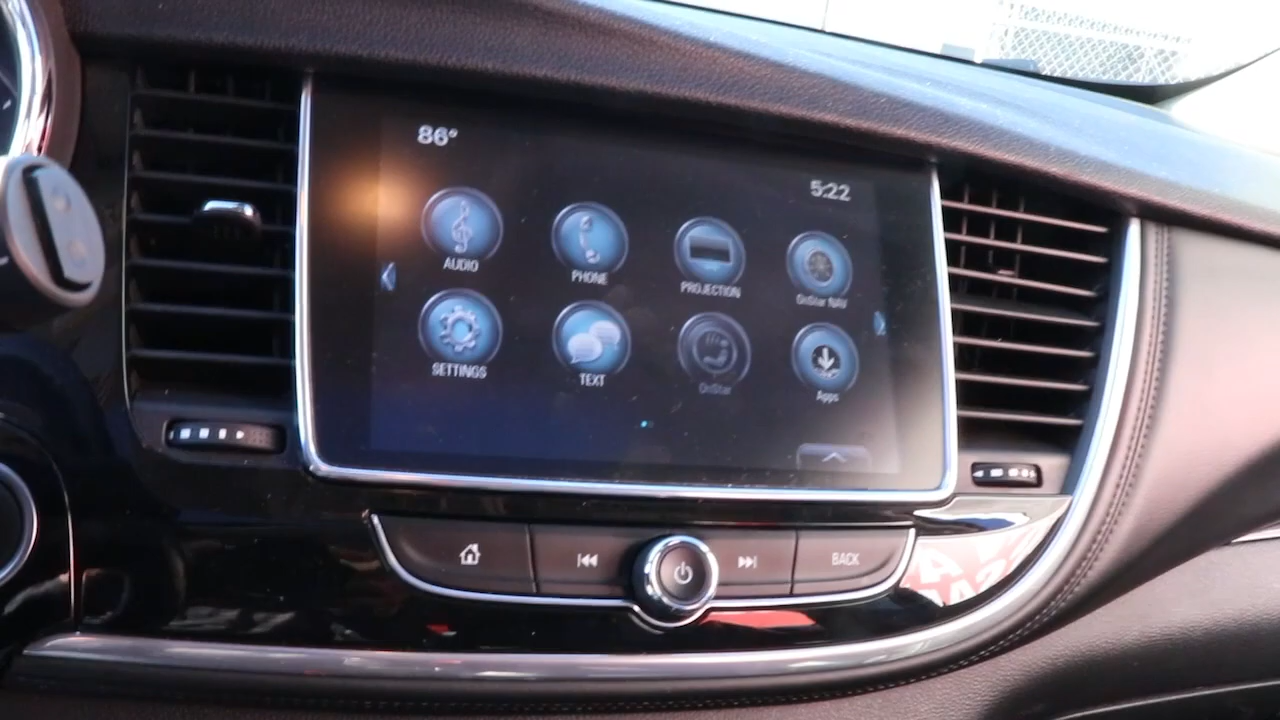 86°
5:22
AUDIO
PHONE
PROJECTION
OnStar NAV
SETTINGS
TEXT
OnStar
Apps
BACK